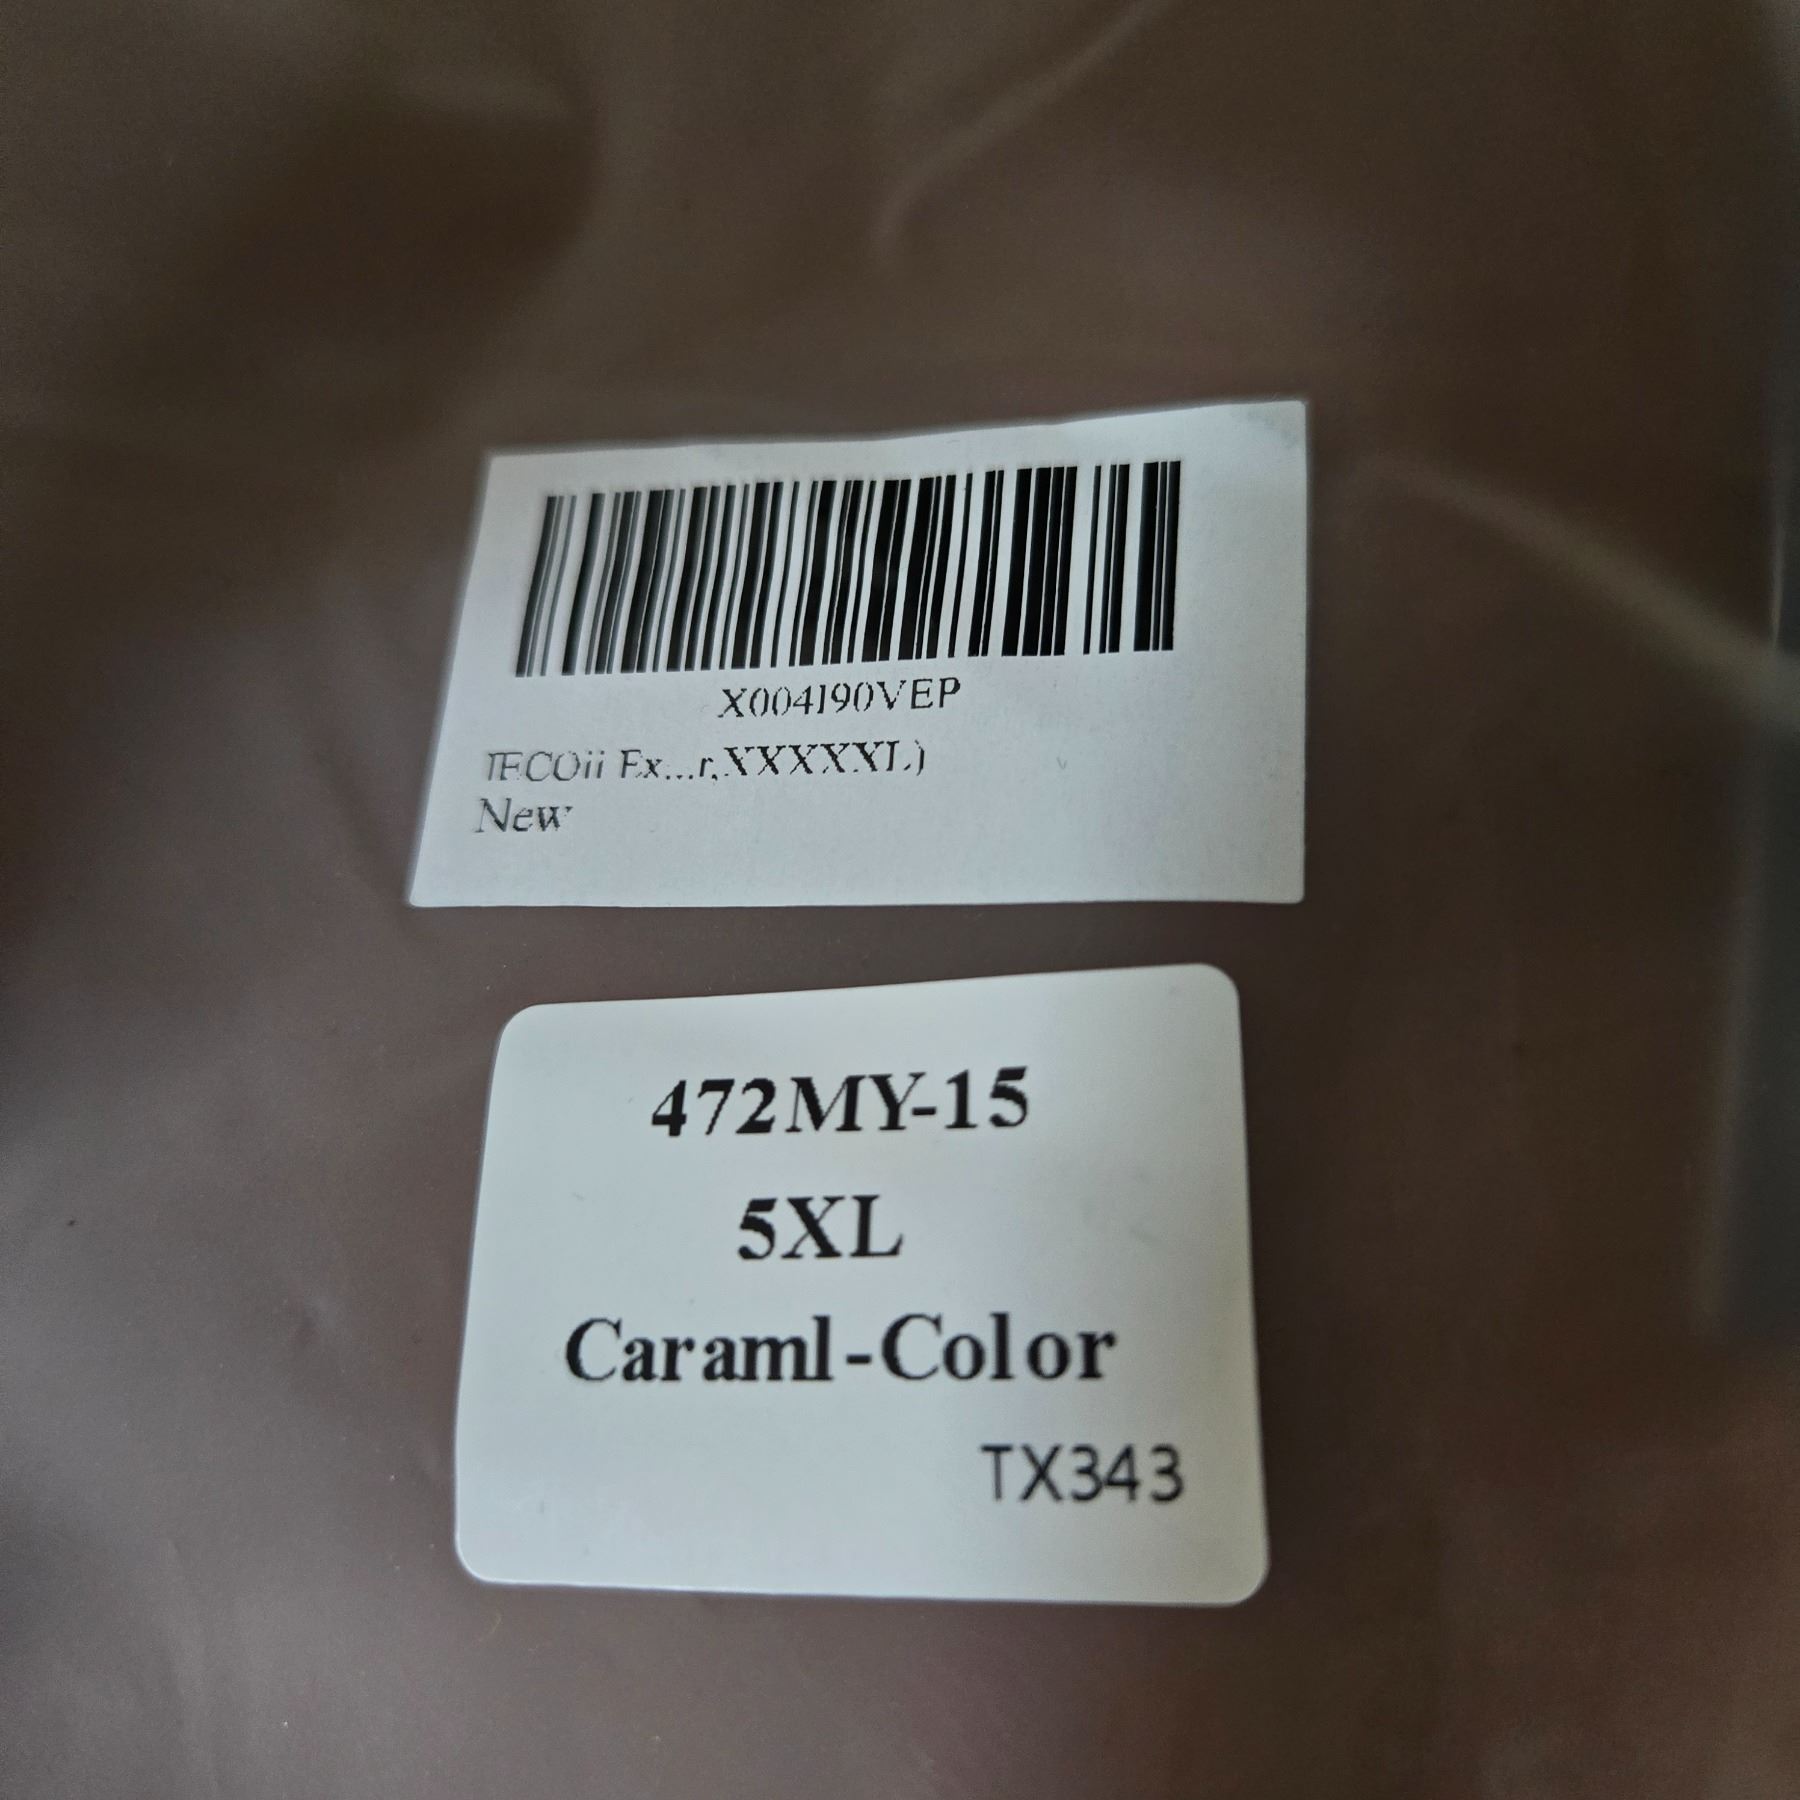 X004I90VEP
IECOii Ex...r,XXXXXL)
New
472MY-15
5XL
Caraml-Color
TX343